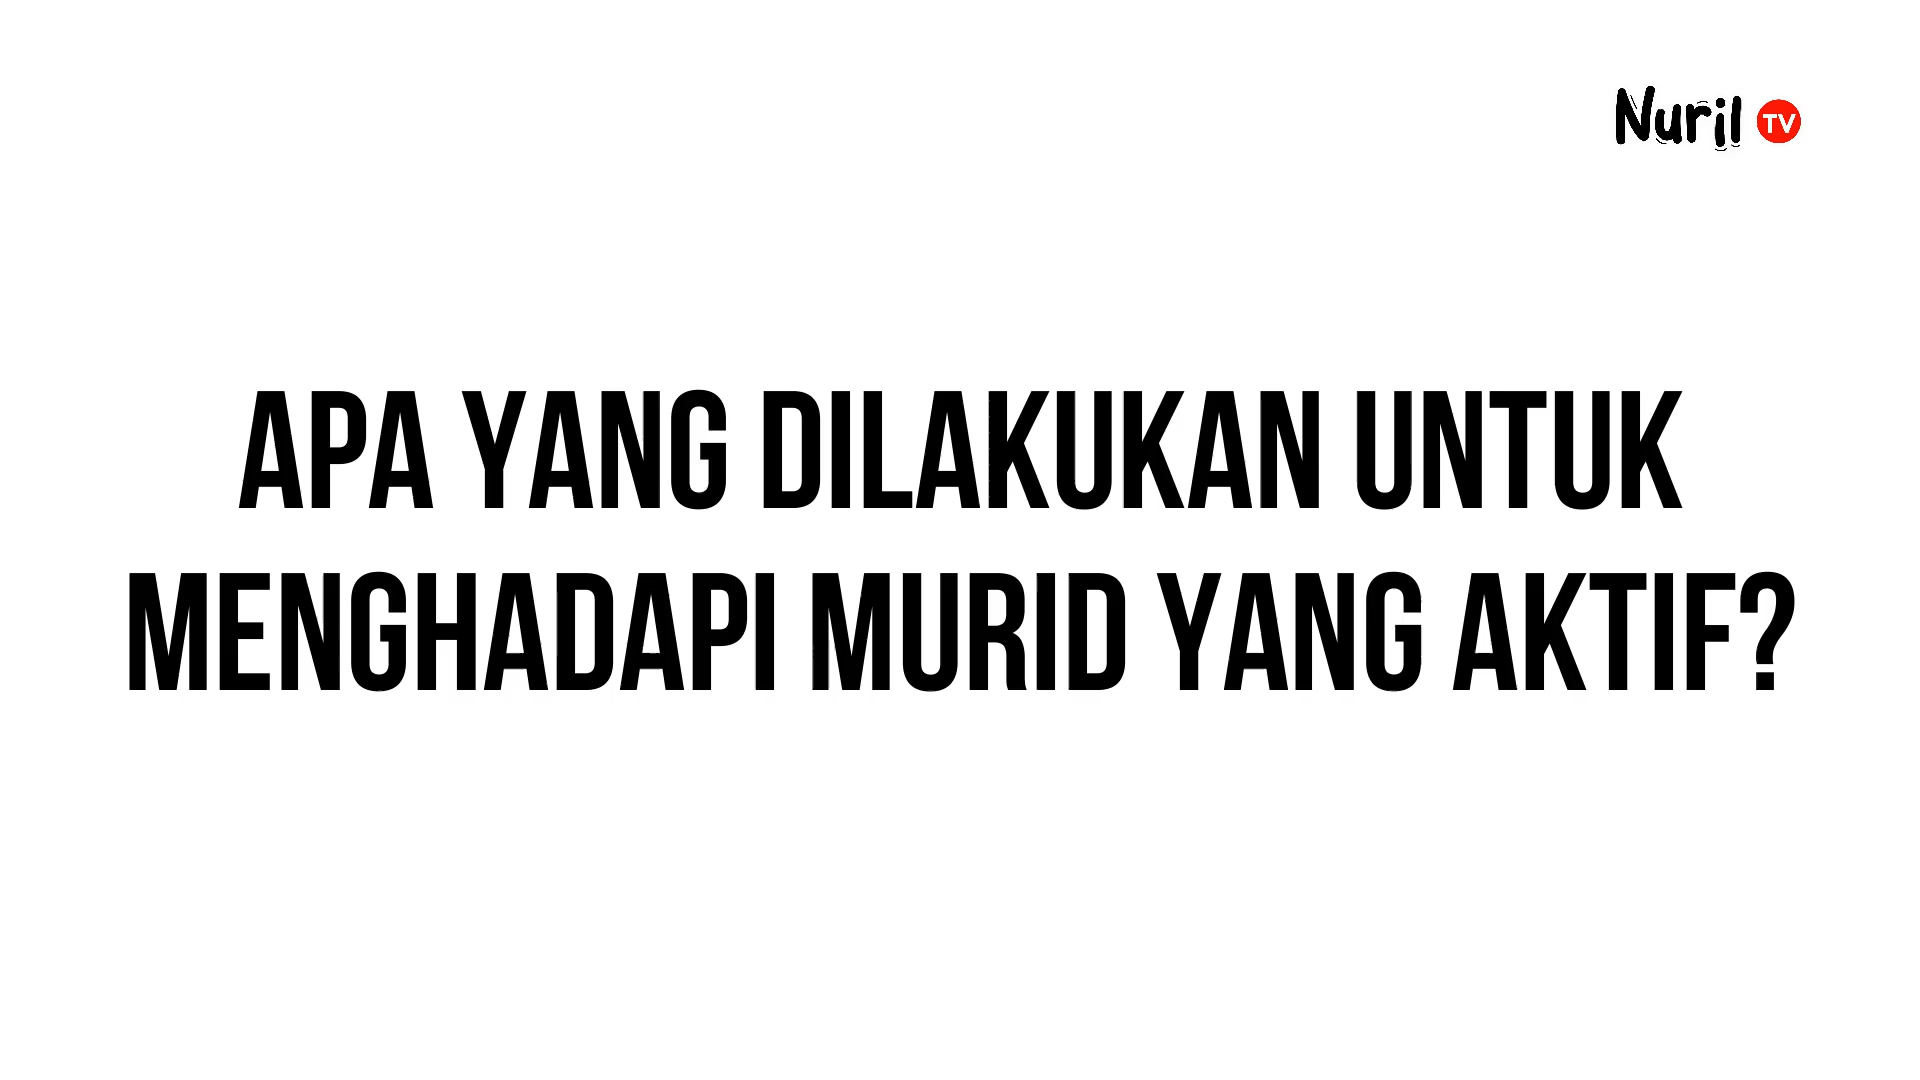 Nuril TV
APA YANG DILAKUKAN UNTUK
MENGHADAPI MURID YANG AKTIF?